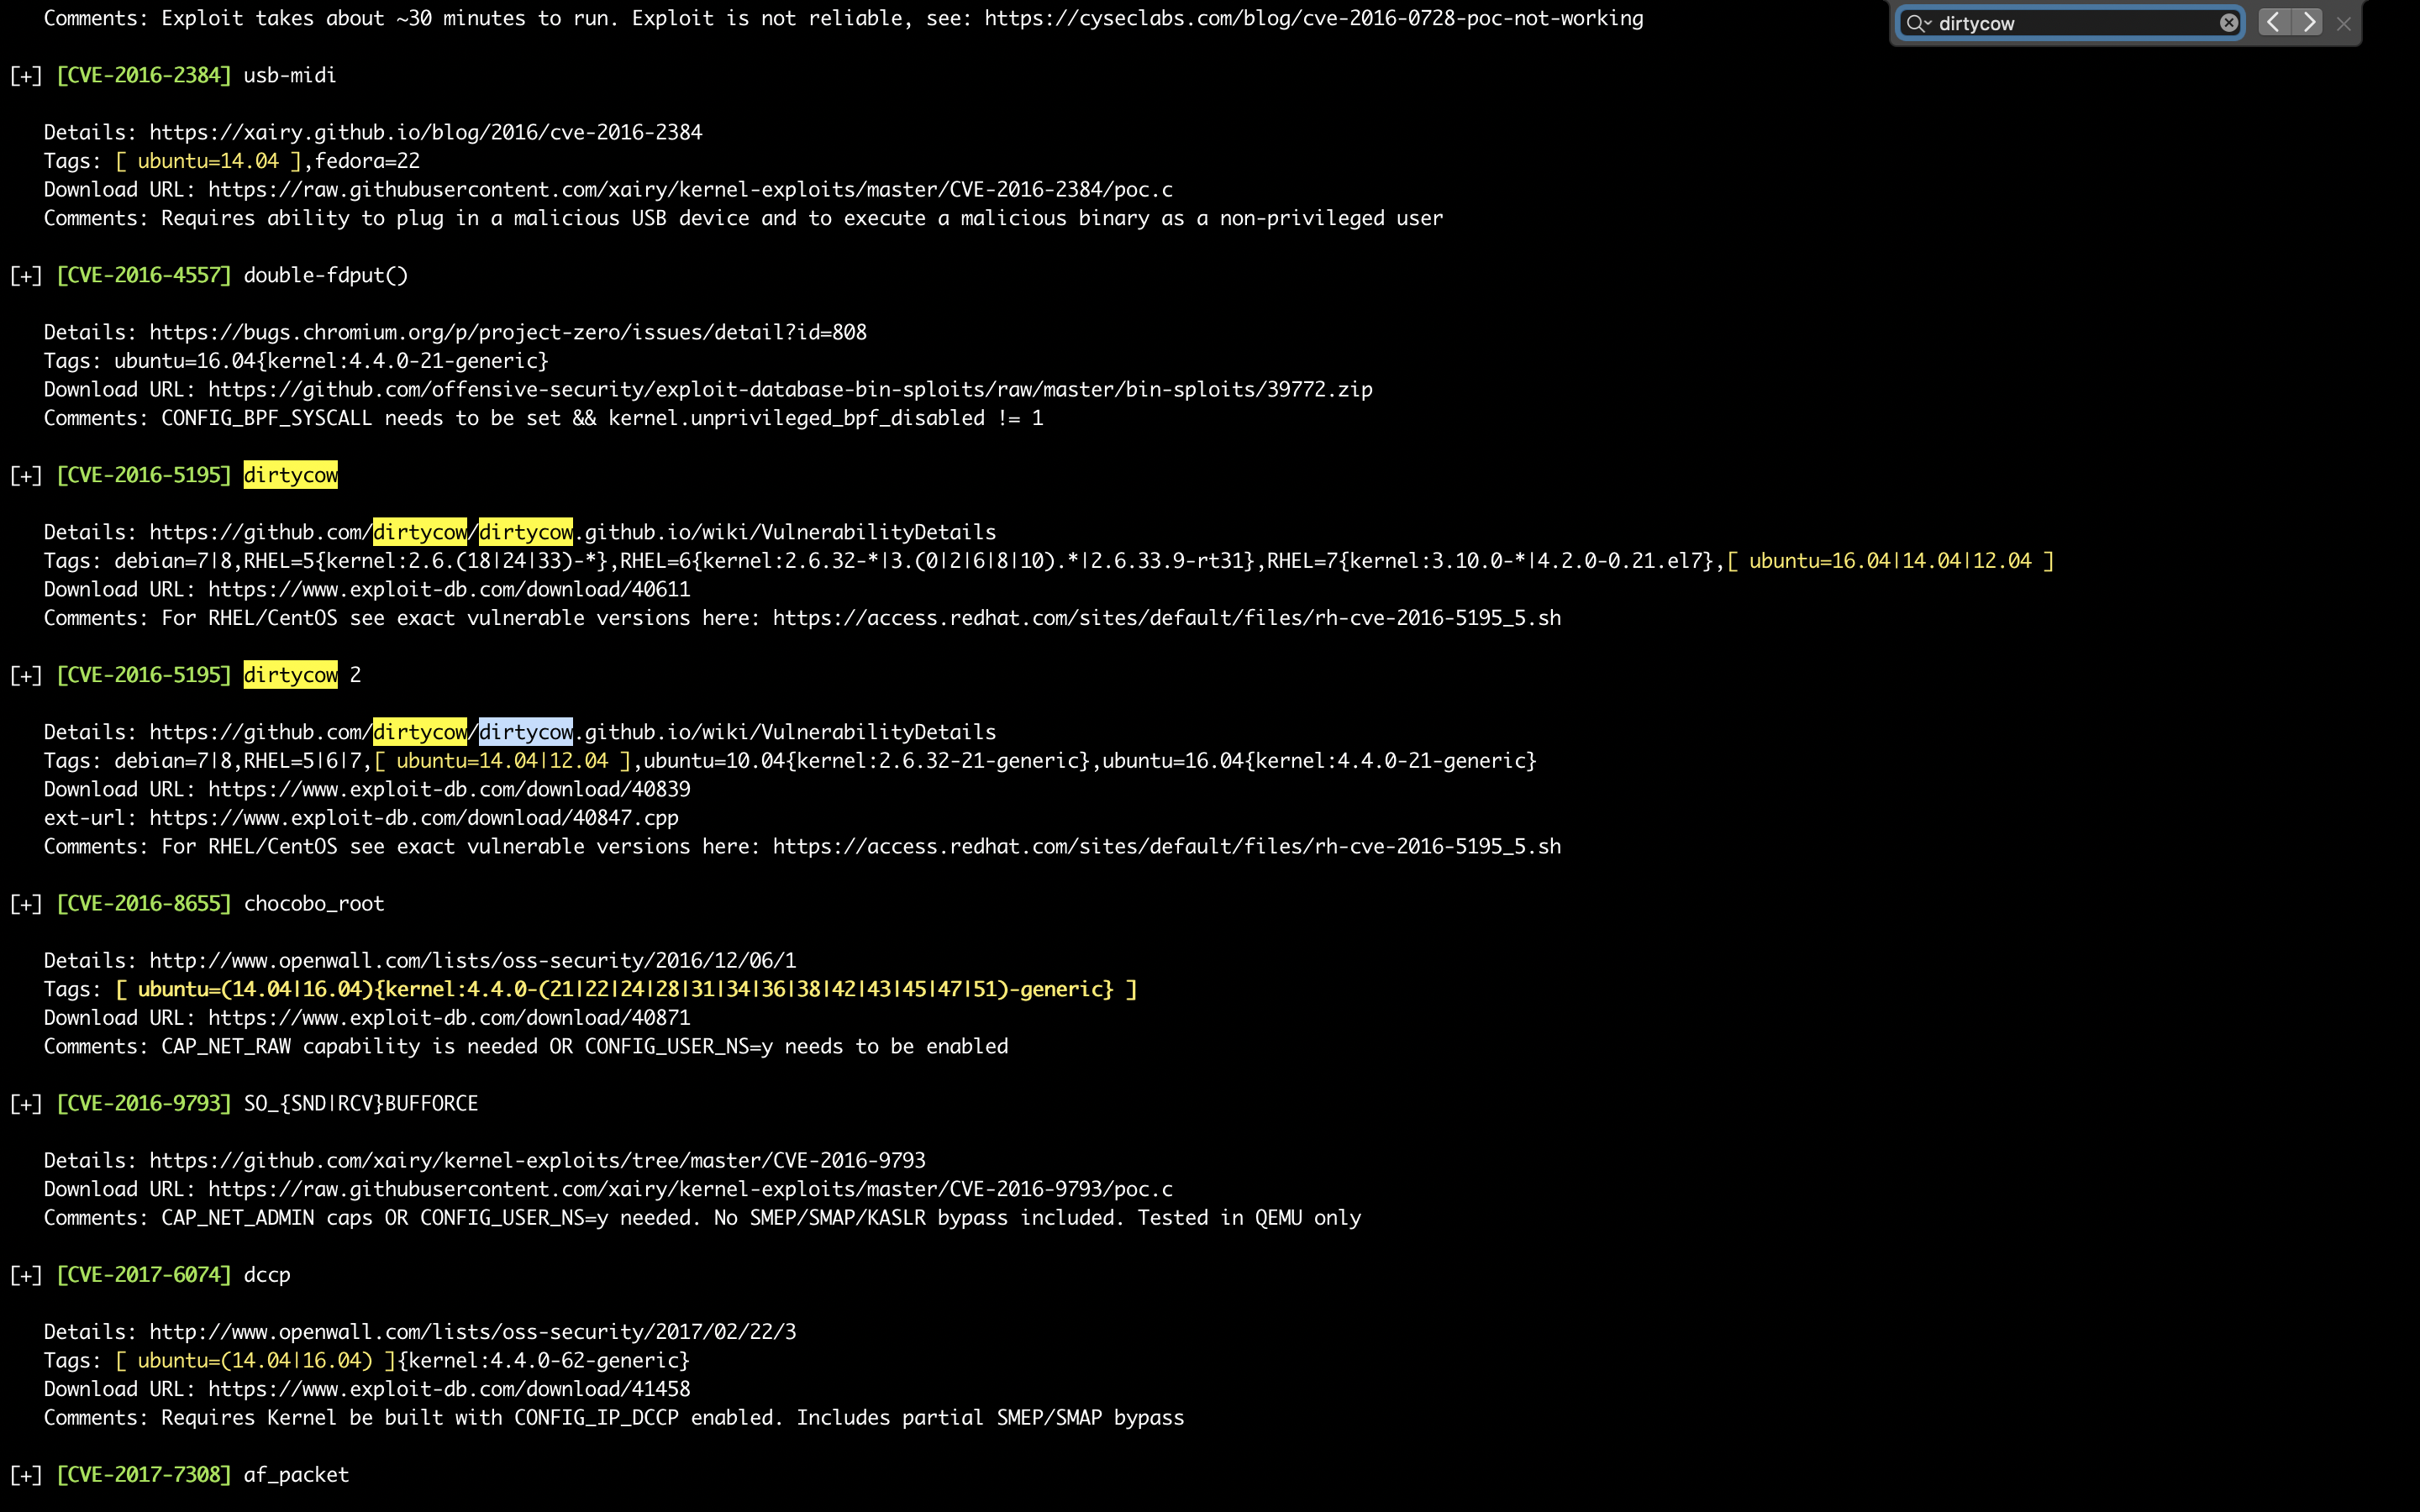 Comments: Exploit takes about ~30 minutes to run. Exploit is not reliable, see: https://cyseclabs.com/blog/cve-2016-0728-poc-not-working
dirtycow
[+] [CVE-2016-2384] usb-midi
Details: https://xairy.github.io/blog/2016/cve-2016-2384
Tags: [ ubuntu=14.04 ],fedora=22
Download URL: https://raw.githubusercontent.com/xairy/kernel-exploits/master/CVE-2016-2384/poc.c
Comments: Requires ability to plug in a malicious USB device and to execute a malicious binary as a non-privileged user
[+] [CVE-2016-4557] double-fdput()
Details: https://bugs.chromium.org/p/project-zero/issues/detail?id=808
Tags: ubuntu=16.04{kernel:4.4.0-21-generic}
Download URL: https://github.com/offensive-security/exploit-database-bin-sploits/raw/master/bin-sploits/39772.zip
Comments: CONFIG_BPF_SYSCALL needs to be set && kernel.unprivileged_bpf_disabled != 1
[+] [CVE-2016-5195] dirtycow
Details: https://github.com/dirtycow/dirtycow.github.io/wiki/VulnerabilityDetails
Tags: debian=7|8,RHEL=5{kernel:2.6.(18|24|33)-*},RHEL=6{kernel:2.6.32-*|3.(0|2|6|8|10).*|2.6.33.9-rt31},RHEL=7{kernel:3.10.0-*|4.2.0-0.21.el7},[ ubuntu=16.04|14.04|12.04 ]
Download URL: https://www.exploit-db.com/download/40611
Comments: For RHEL/CentOS see exact vulnerable versions here: https://access.redhat.com/sites/default/files/rh-cve-2016-5195_5.sh
[+] [CVE-2016-5195] dirtycow 2
Details: https://github.com/dirtycow/dirtycow.github.io/wiki/VulnerabilityDetails
Tags: debian=7|8,RHEL=5|6|7,[ ubuntu=14.04|12.04 ],ubuntu=10.04{kernel:2.6.32-21-generic},ubuntu=16.04{kernel:4.4.0-21-generic}
Download URL: https://www.exploit-db.com/download/40839
ext-url: https://www.exploit-db.com/download/40847.cpp
Comments: For RHEL/CentOS see exact vulnerable versions here: https://access.redhat.com/sites/default/files/rh-cve-2016-5195_5.sh
[+] [CVE-2016-8655] chocobo_root
Details: http://www.openwall.com/lists/oss-security/2016/12/06/1
Tags: [ ubuntu=(14.04|16.04){kernel:4.4.0-(21|22|24|28|31|34|36|38|42|43|45|47|51)-generic} ]
Download URL: https://www.exploit-db.com/download/40871
Comments: CAP_NET_RAW capability is needed OR CONFIG_USER_NS=y needs to be enabled
[+] [CVE-2016-9793] SO_{SND|RCV}BUFFORCE
Details: https://github.com/xairy/kernel-exploits/tree/master/CVE-2016-9793
Download URL: https://raw.githubusercontent.com/xairy/kernel-exploits/master/CVE-2016-9793/poc.c
Comments: CAP_NET_ADMIN caps OR CONFIG_USER_NS=y needed. No SMEP/SMAP/KASLR bypass included. Tested in QEMU only
[+] [CVE-2017-6074] dccp
Details: http://www.openwall.com/lists/oss-security/2017/02/22/3
Tags: [ ubuntu=(14.04|16.04) ]{kernel:4.4.0-62-generic}
Download URL: https://www.exploit-db.com/download/41458
Comments: Requires Kernel be built with CONFIG_IP_DCCP enabled. Includes partial SMEP/SMAP bypass
[+] [CVE-2017-7308] af_packet